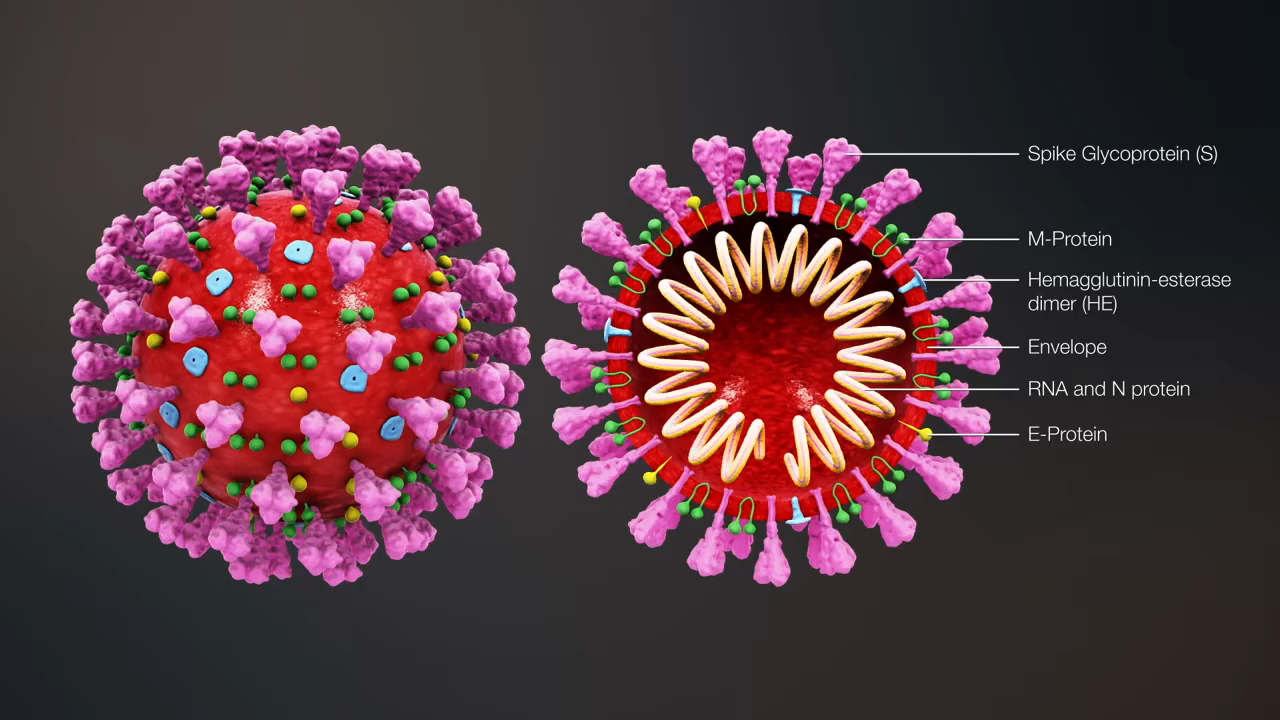 Spike Glycoprotein (S)
M-Protein
Hemagglutinin-esterase
dimer (HE)
Envelope
RNA and N protein
E-Protein